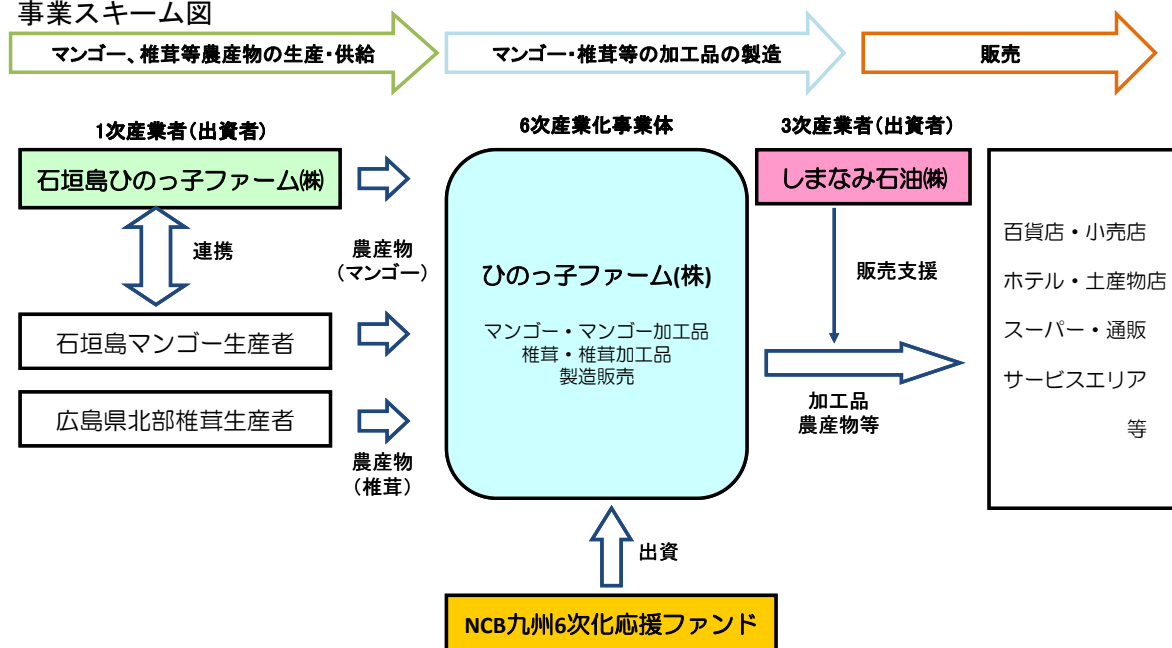 事業スキーム図
マンゴー、椎茸等農産物の生産・供給
マンゴー・椎茸等の加工品の製造
販売
1次産業者(出資者)
石垣島ひのっ子ファーム㈱
連携
石垣島マンゴー生産者
広島県北部椎茸生産者
農産物
(マンゴー)
農産物
(椎茸)
6次産業化事業体
ひのっ子ファーム(株)
マンゴー・マンゴー加工品
椎茸・椎茸加工品
製造販売
出資
NCB九州6次化応援ファンド
3次産業者(出資者)
しまなみ石油㈱
販売支援
加工品
農産物等
百貨店・小売店
ホテル・土産物店
スーパー・通販
サービスエリア
等